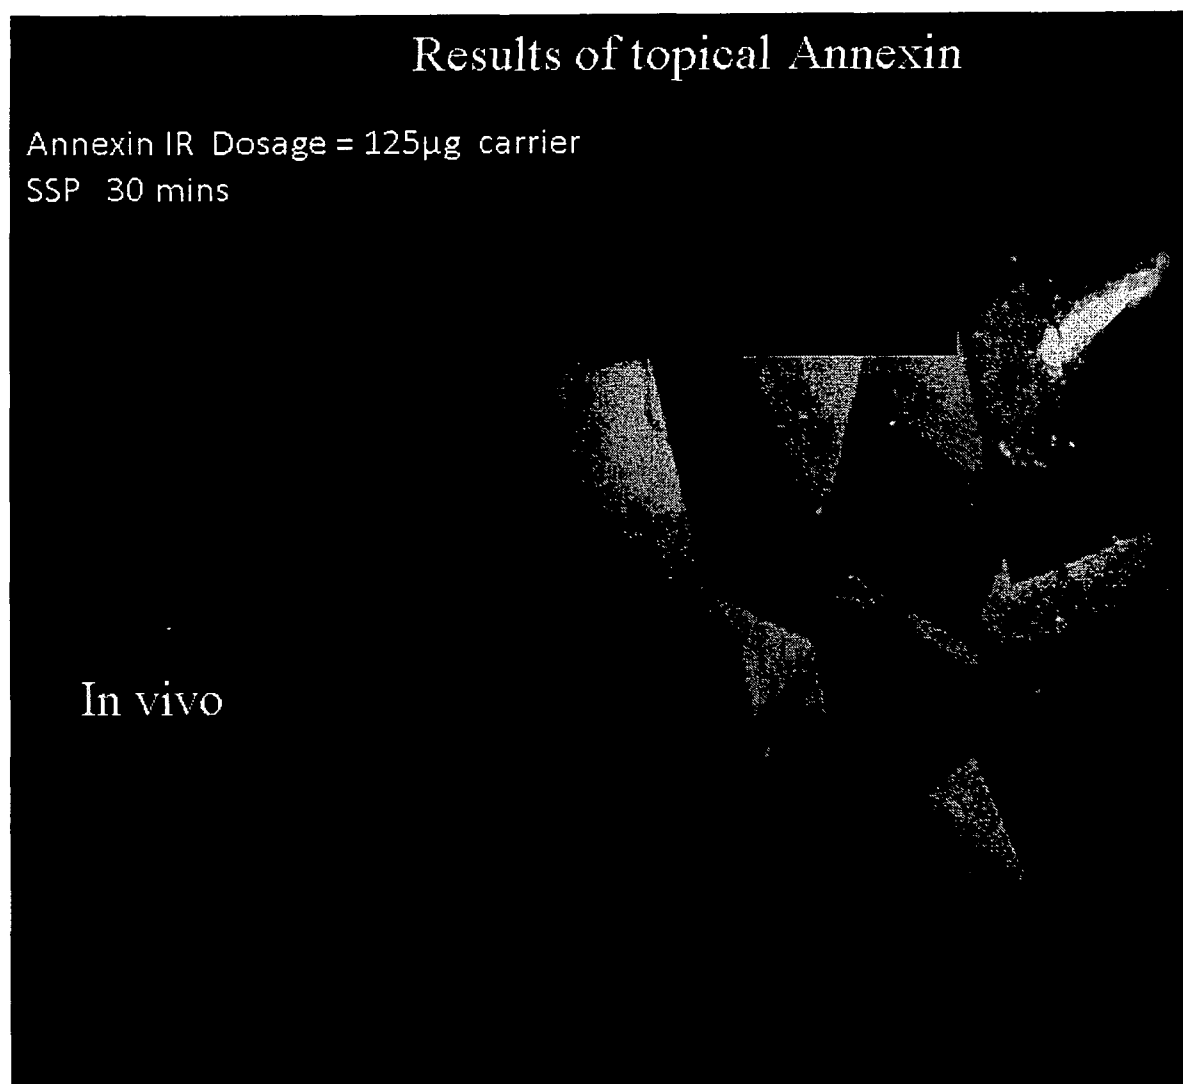 Results of topical Annexin
Annexin IR Dosage = 125µg carrier
SSP 30 mins
In vivo